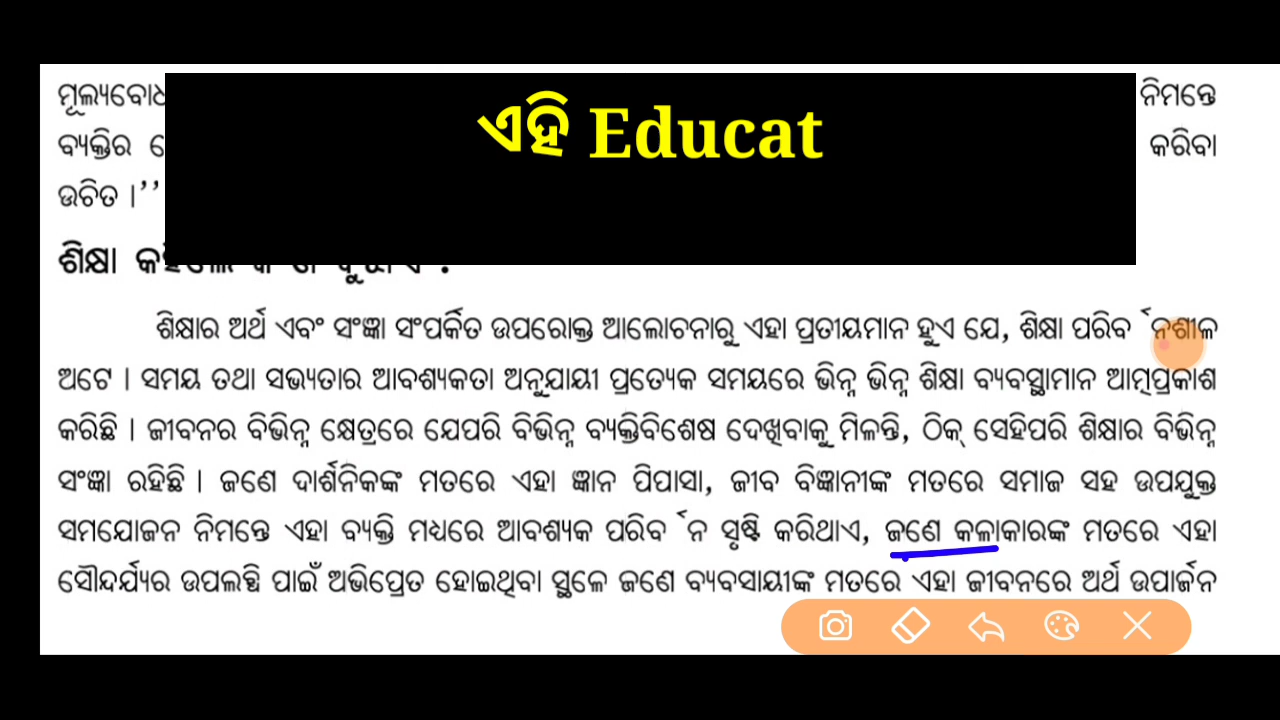 ମୂଲ୍ୟବୋଧ ନିମନ୍ତେ
ଏହି Educat
ବ୍ୟକ୍ତିର କରିବା
ଉଚିତ ।’’
ଶିକ୍ଷା
ଶିକ୍ଷାର ଅର୍ଥ ଏବଂ ସଂଜ୍ଞା ସଂପର୍କିତ ଉପରୋକ୍ତ ଆଲୋଚନାରୁ ଏହା ପ୍ରତୀୟମାନ ହୁଏ ଯେ, ଶିକ୍ଷା ପରିବର୍ନଶୀଳ
ଅଟେ । ସମୟ ତଥା ସଭ୍ୟତାର ଆବଶ୍ୟକତା ଅନୁଯାୟୀ ପ୍ରତ୍ୟେକ ସମୟରେ ଭିନ୍ନ ଭିନ୍ନ ଶିକ୍ଷା ବ୍ୟବସ୍ଥାମାନ ଆତ୍ମପ୍ରକାଶ
କରିଛି । ଜୀବନର ବିଭିନ୍ନ କ୍ଷେତ୍ରରେ ଯେପରି ବିଭିନ୍ନ ବ୍ୟକ୍ତିବିଶେଷ ଦେଖିବାକୁ ମିଳନ୍ତି, ଠିକ୍ ସେହିପରି ଶିକ୍ଷାର ବିଭିନ୍ନ
ସଂଜ୍ଞା ରହିଛି । ଜଣେ ଦାର୍ଶନିକଙ୍କ ମତରେ ଏହା ଜ୍ଞାନ ପିପାସା, ଜୀବ ବିଜ୍ଞାନୀଙ୍କ ମତରେ ସମାଜ ସହ ଉପଯୁକ୍ତ
ସମଯୋଜନ ନିମନ୍ତେ ଏହା ବ୍ୟକ୍ତି ମଧ୍ୟରେ ଆବଶ୍ୟକ ପରିବର୍ନ ସୃଷ୍ଟି କରିଥାଏ, ଜଣେ କଳାକାରଙ୍କ ମତରେ ଏହା
ସୌନ୍ଦର୍ଯ୍ୟର ଉପଲବ୍ଧି ପାଇଁ ଅଭିପ୍ରେତ ହୋଇଥିବା ସ୍ଥଳେ ଜଣେ ବ୍ୟବସାୟୀଙ୍କ ମତରେ ଏହା ଜୀବନରେ ଅର୍ଥ ଉପାର୍ଜନ